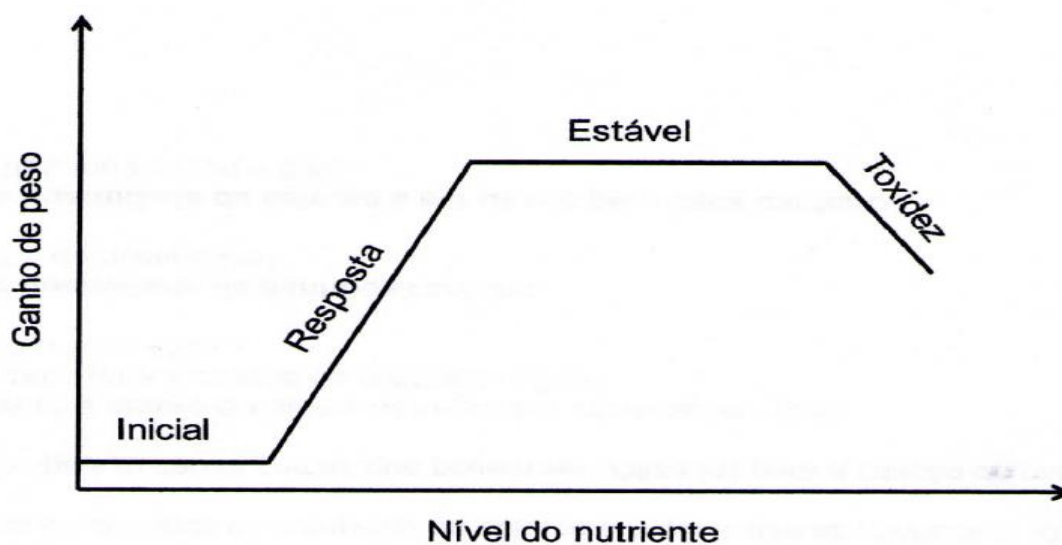 Estável
Toxidez
Ganho de peso
Resposta
Inicial
Nível do nutriente